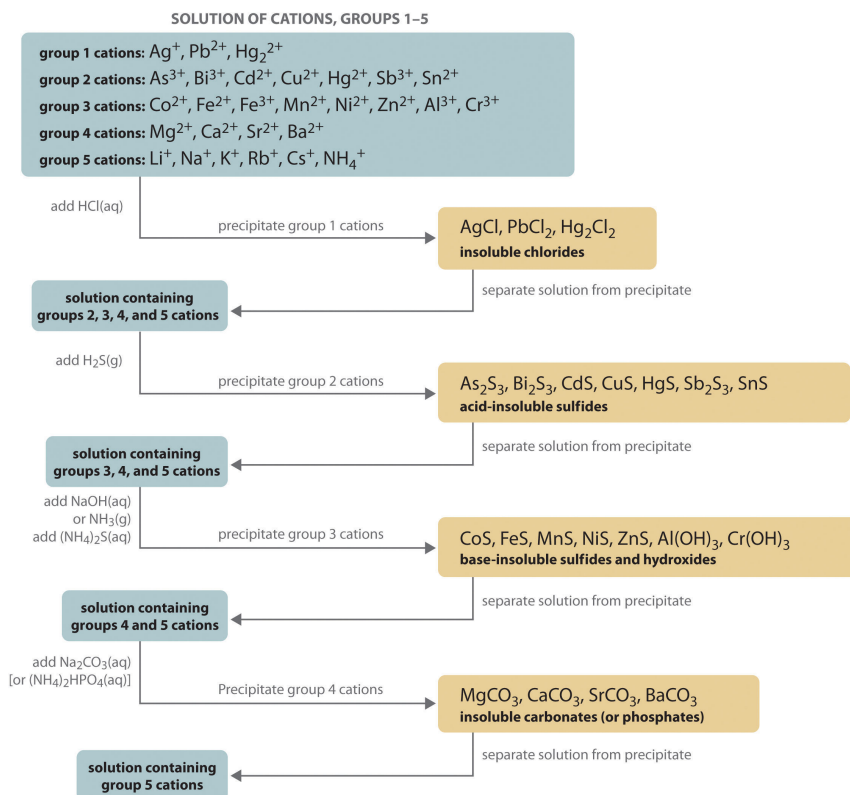 SOLUTION OF CATIONS, GROUPS 1–5
group 1 cations: Ag⁺, Pb²⁺, Hg₂²⁺
group 2 cations: As³⁺, Bi³⁺, Cd²⁺, Cu²⁺, Hg²⁺, Sb³⁺, Sn²⁺
group 3 cations: Co²⁺, Fe²⁺, Fe³⁺, Mn²⁺, Ni²⁺, Zn²⁺, Al³⁺, Cr³⁺
group 4 cations: Mg²⁺, Ca²⁺, Sr²⁺, Ba²⁺
group 5 cations: Li⁺, Na⁺, K⁺, Rb⁺, Cs⁺, NH₄⁺
add HCl(aq)
precipitate group 1 cations
AgCl, PbCl₂, Hg₂Cl₂
insoluble chlorides
separate solution from precipitate
solution containing
groups 2, 3, 4, and 5 cations
add H₂S(g)
precipitate group 2 cations
As₂S₃, Bi₂S₃, CdS, CuS, HgS, Sb₂S₃, SnS
acid-insoluble sulfides
separate solution from precipitate
solution containing
groups 3, 4, and 5 cations
add NaOH(aq)
or NH₃(g)
add (NH₄)₂S(aq)
precipitate group 3 cations
CoS, FeS, MnS, NiS, ZnS, Al(OH)₃, Cr(OH)₃
base-insoluble sulfides and hydroxides
separate solution from precipitate
solution containing
groups 4 and 5 cations
add Na₂CO₃(aq)
[or (NH₄)₂HPO₄(aq)]
Precipitate group 4 cations
MgCO₃, CaCO₃, SrCO₃, BaCO₃
insoluble carbonates (or phosphates)
separate solution from precipitate
solution containing
group 5 cations